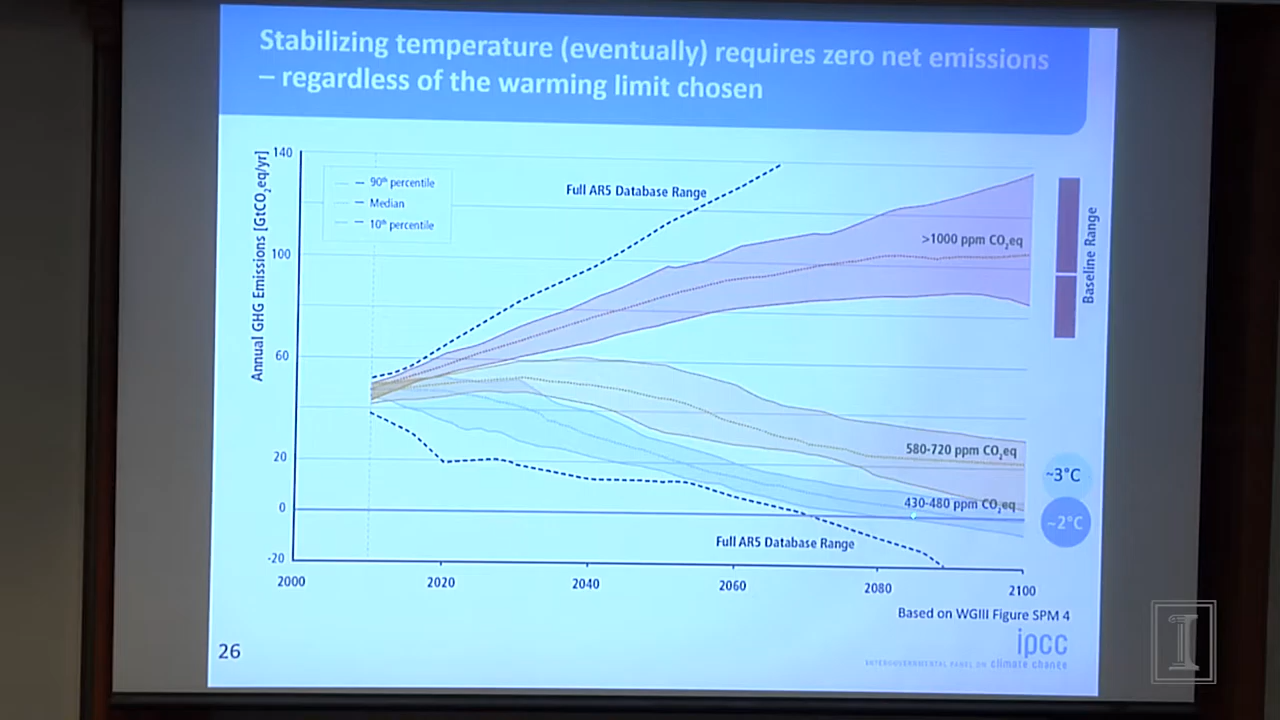 Stabilizing temperature (eventually) requires zero net emissions
– regardless of the warming limit chosen
Annual GHG Emissions [GtCO2eq/yr]
140
100
60
20
0
-20
90th percentile
Median
10th percentile
Full AR5 Database Range
>1000 ppm CO2eq
Baseline Range
580-720 ppm CO2eq
~3°C
430-480 ppm CO2eq
~2°C
Full AR5 Database Range
2000
2020
2040
2060
2080
2100
Based on WGIII Figure SPM 4
26
ipcc
INTERGOVERNMENTAL PANEL ON climate change
I